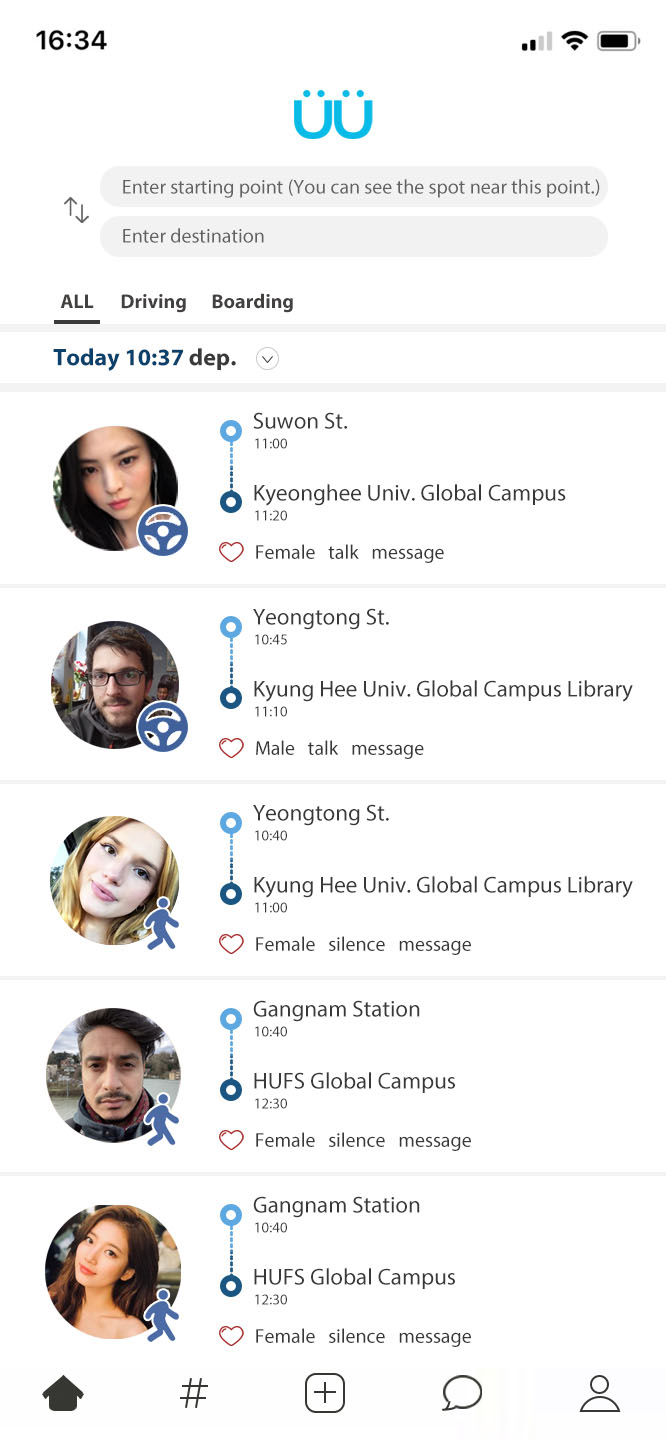 16:34
ÜÜ
Enter starting point (You can see the spot near this point.)
Enter destination
ALL Driving Boarding
Today 10:37 dep.
Suwon St.
11:00
Kyeonghee Univ. Global Campus
11:20
Female talk message
Yeongtong St.
10:45
Kyung Hee Univ. Global Campus Library
11:10
Male talk message
Yeongtong St.
10:40
Kyung Hee Univ. Global Campus Library
11:00
Female silence message
Gangnam Station
10:40
HUFS Global Campus
12:30
Female silence message
Gangnam Station
10:40
HUFS Global Campus
12:30
Female silence message
#